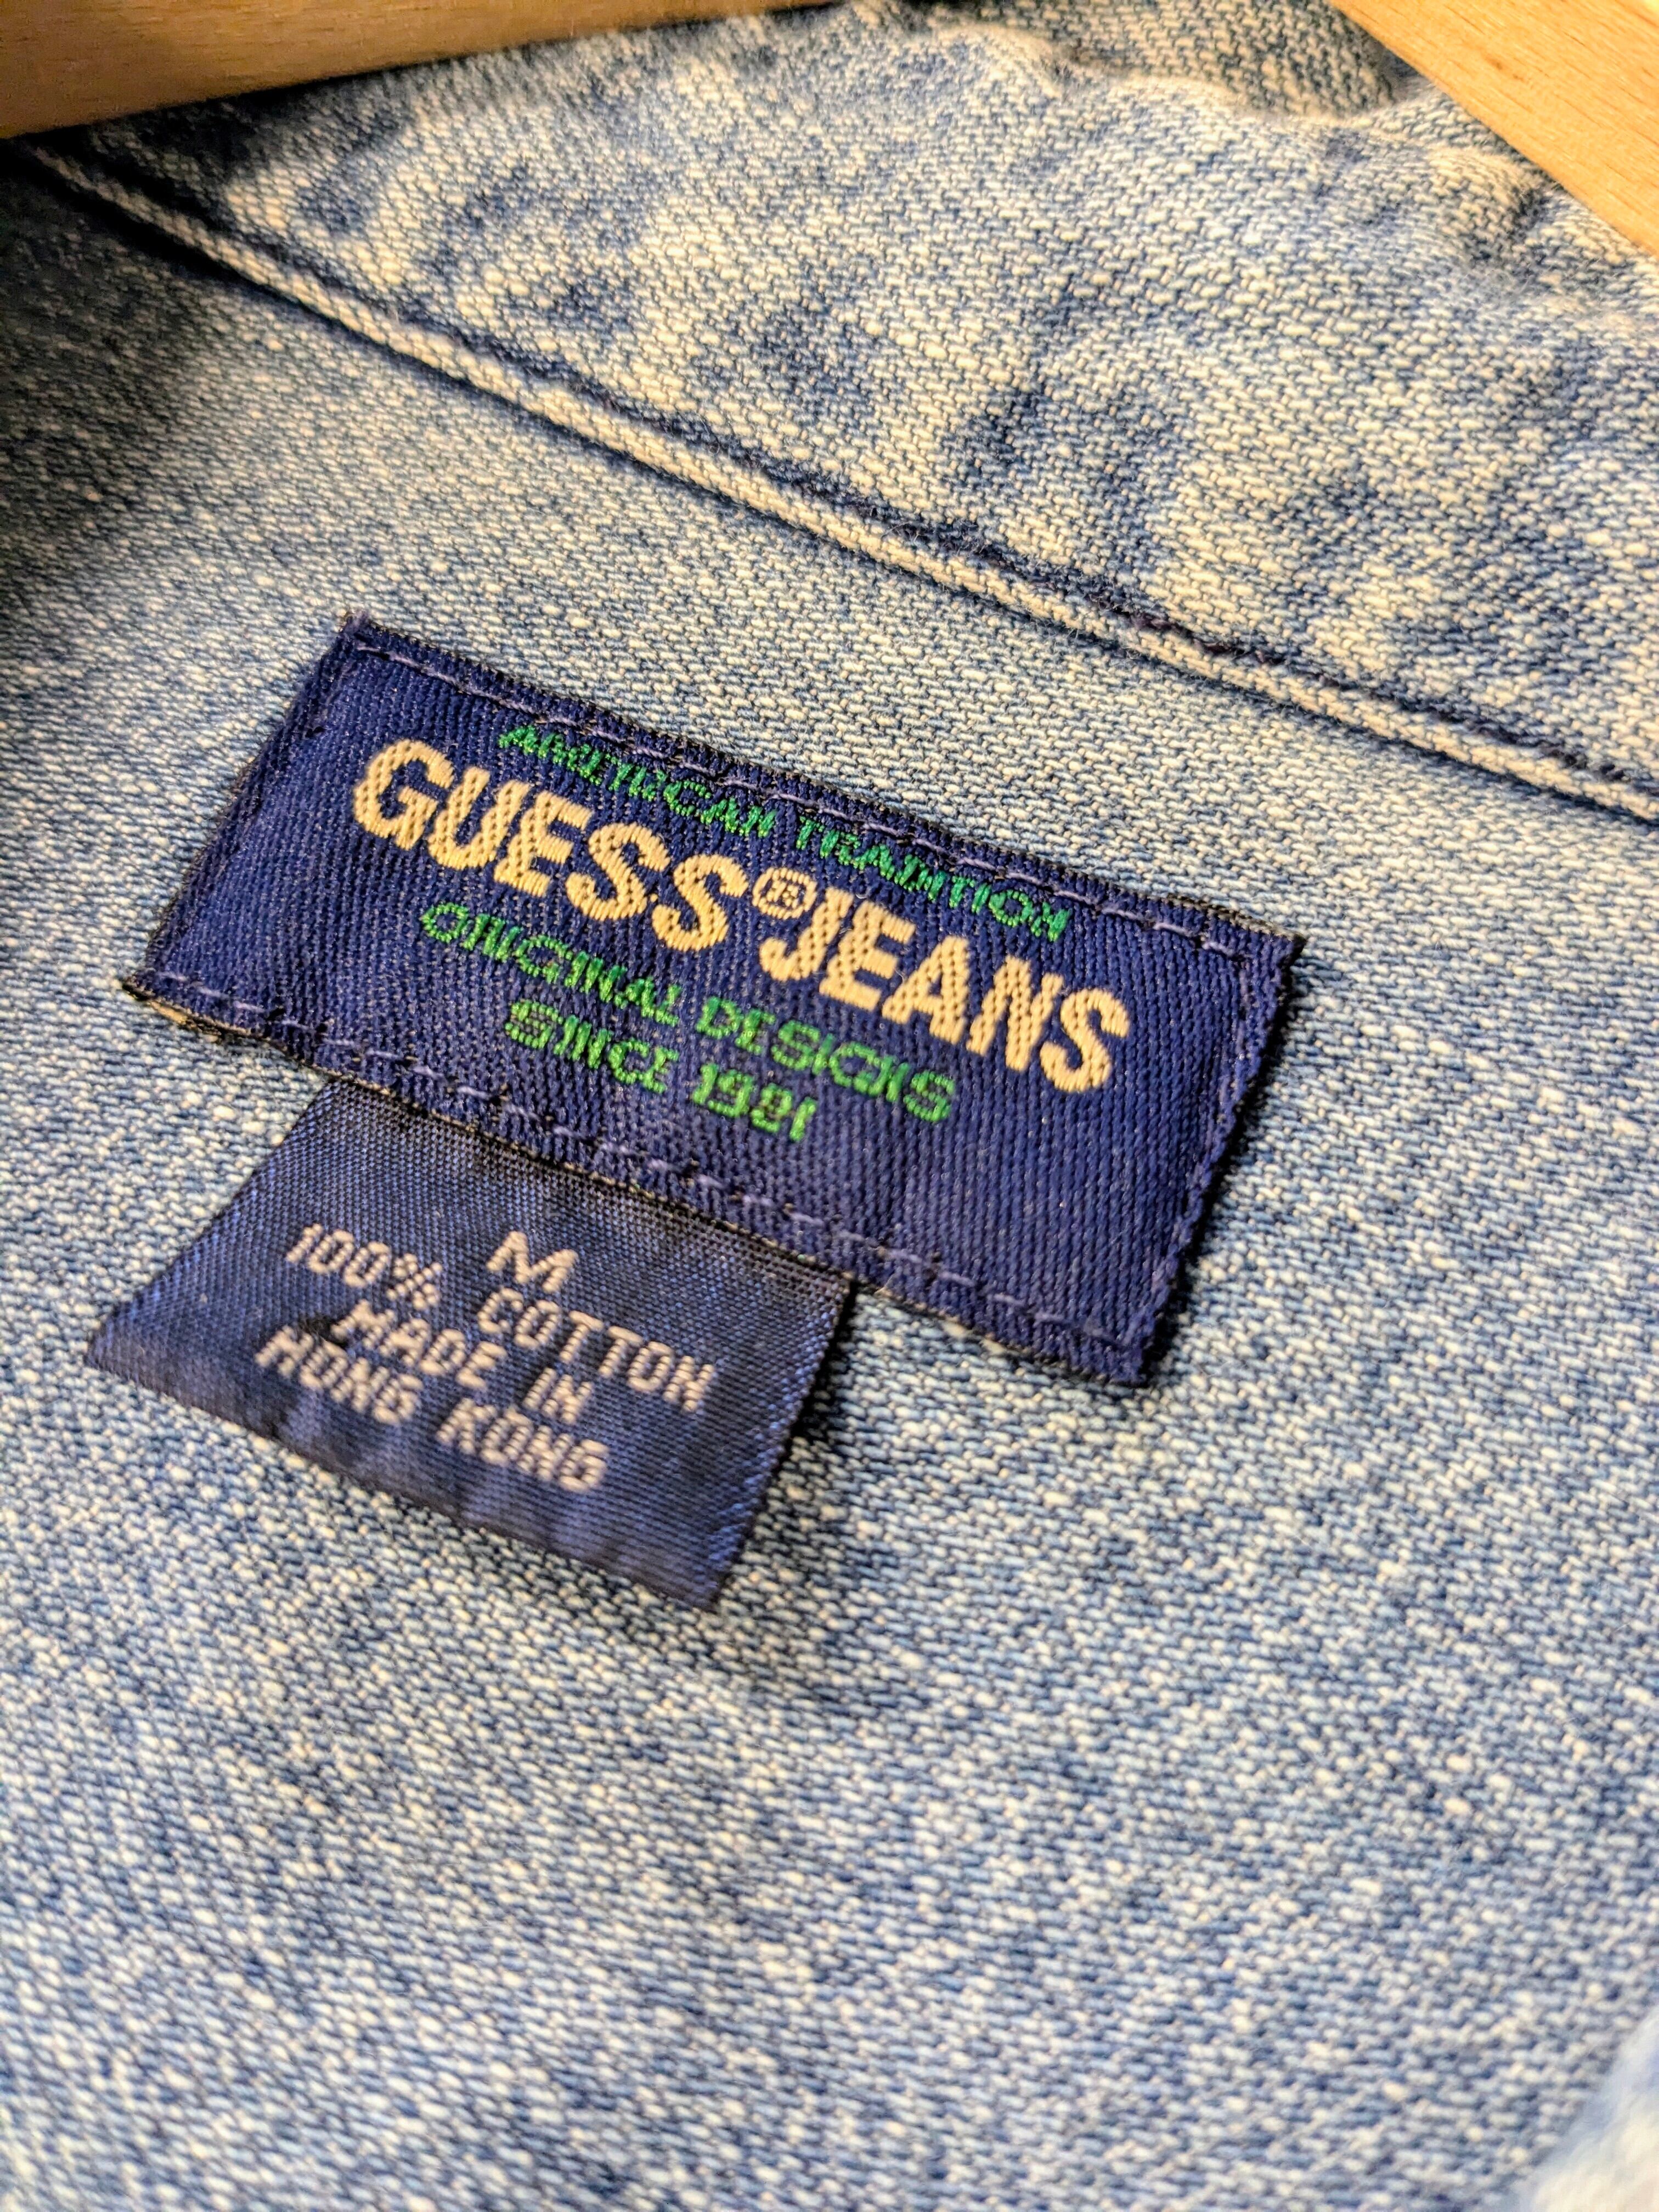 AMERICAN TRADITION
GUESS®JEANS
ORIGINAL DESIGNS
SINCE 1981
M
100% COTTON
MADE IN
HONG KONG